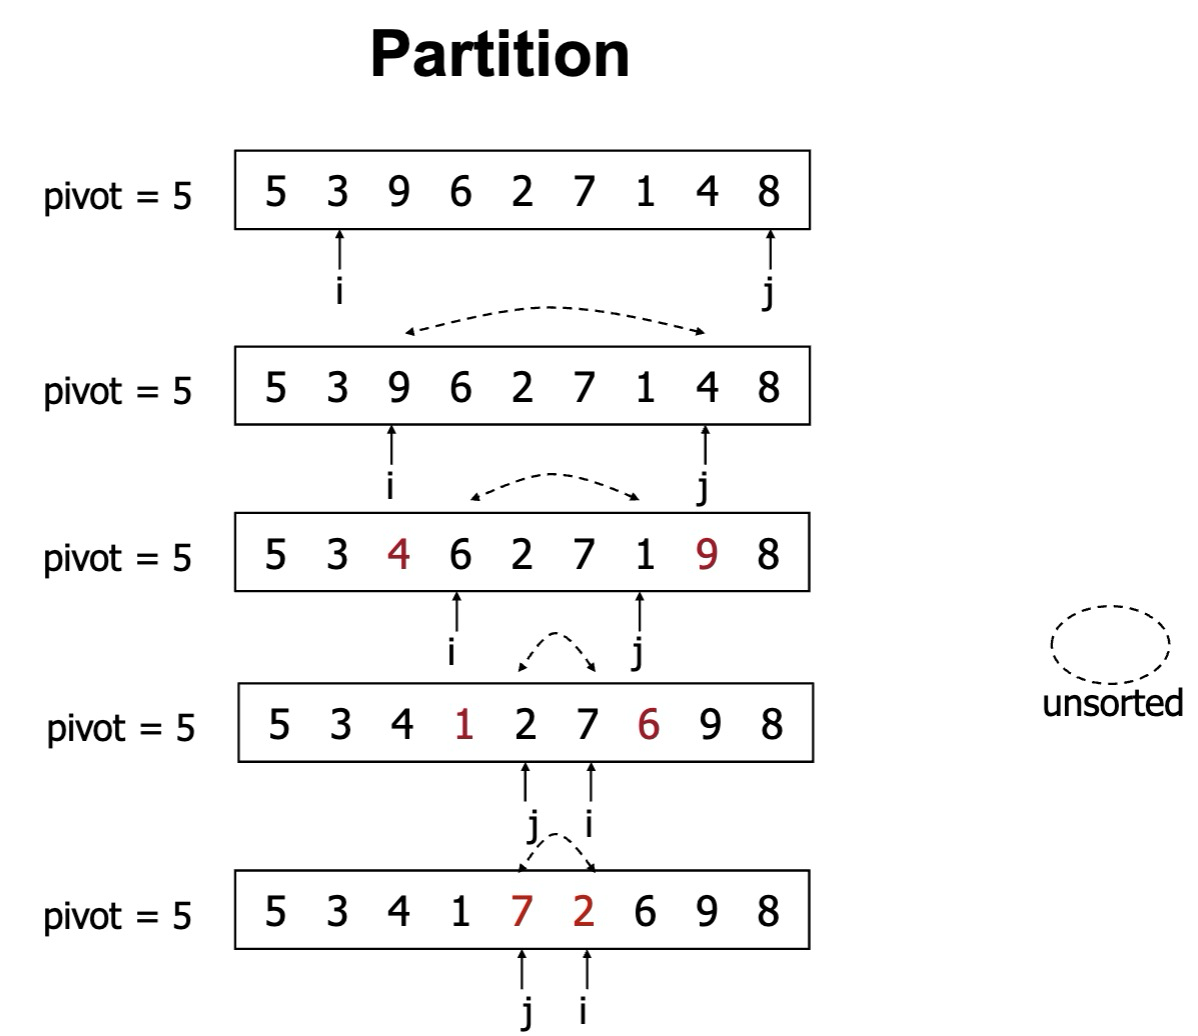 Partition
pivot = 5 5 3 9 6 2 7 1 4 8
i j
pivot = 5 5 3 9 6 2 7 1 4 8
i j
pivot = 5 5 3 4 6 2 7 1 9 8
i j
unsorted
pivot = 5 5 3 4 1 2 7 6 9 8
j i
pivot = 5 5 3 4 1 7 2 6 9 8
j i